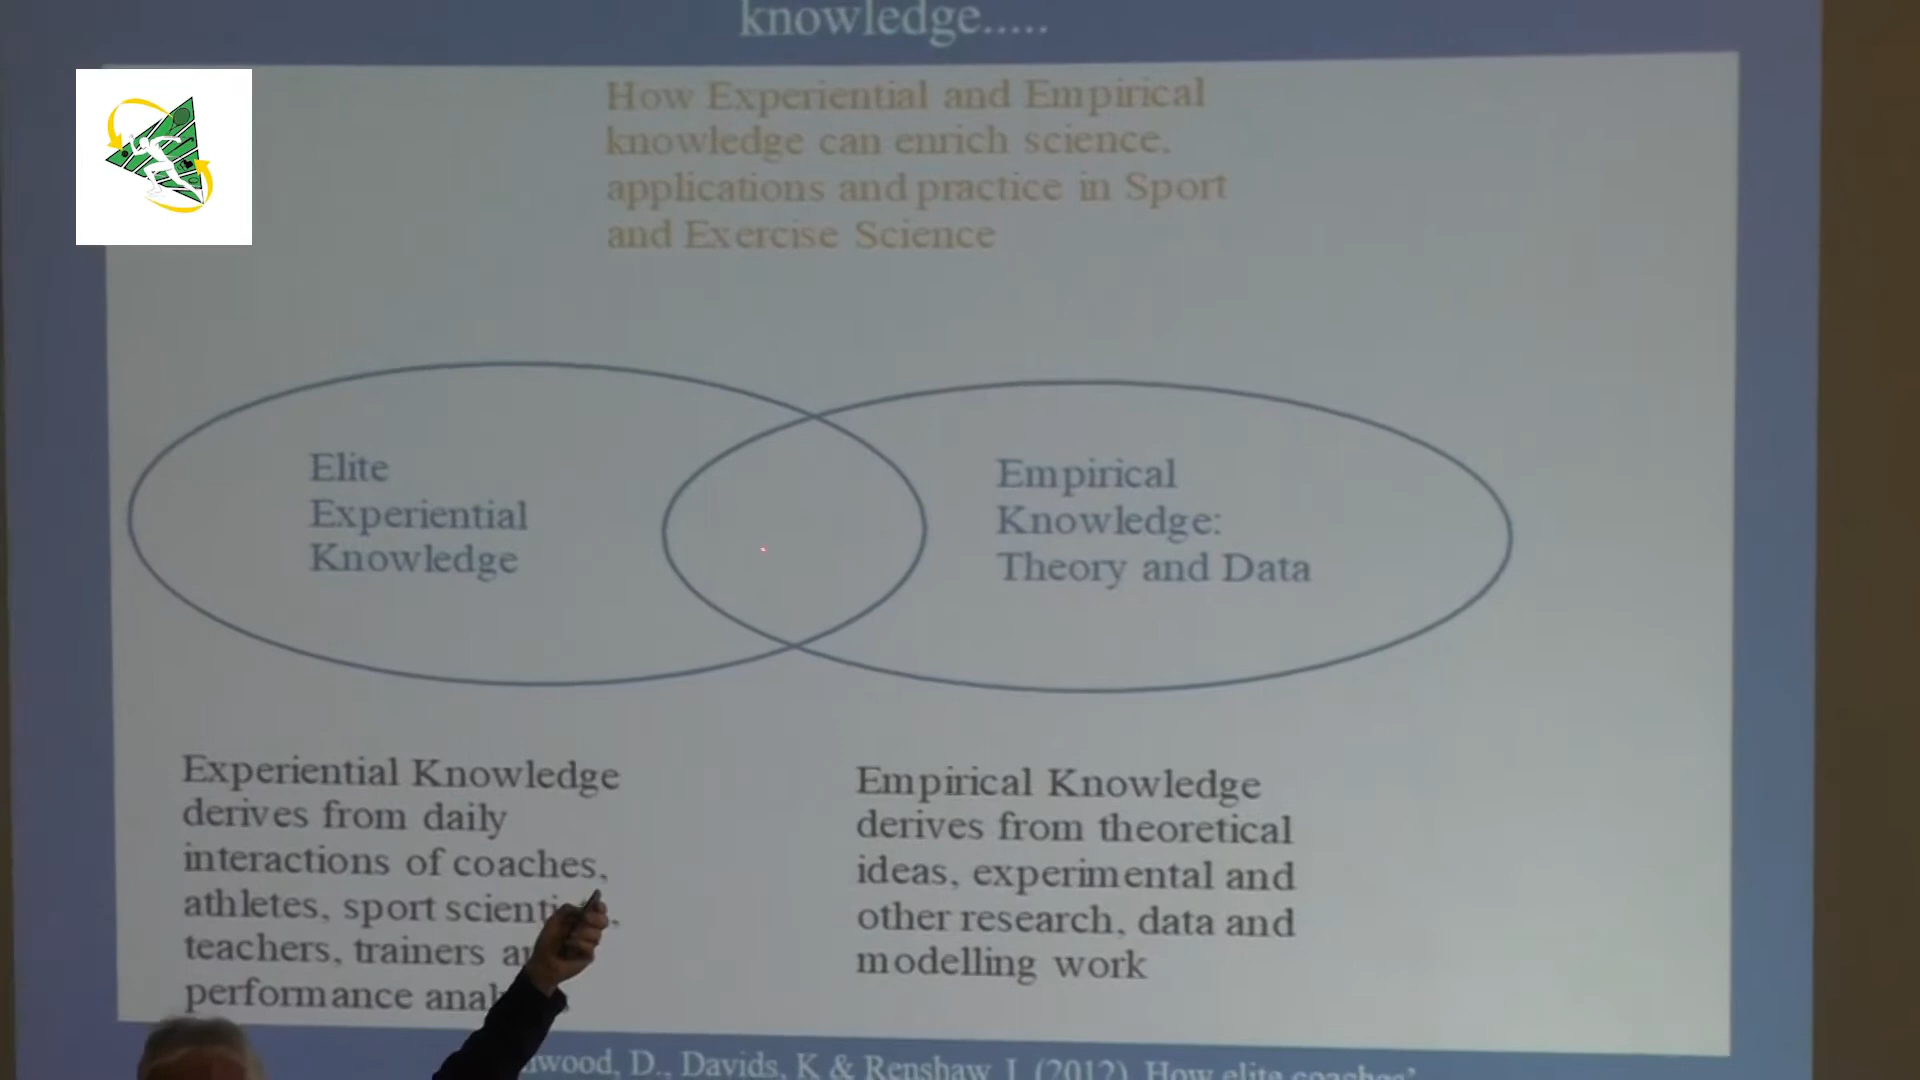 knowledge.....
How Experiential and Empirical
knowledge can enrich science,
applications and practice in Sport
and Exercise Science
Elite
Experiential
Knowledge
Empirical
Knowledge:
Theory and Data
Experiential Knowledge
derives from daily
interactions of coaches,
athletes, sport
teachers, trainers
performance
Empirical Knowledge
derives from theoretical
ideas, experimental and
other research, data and
modelling work
D., Davids, K & Renshaw, I. (2012). How elite coaches'